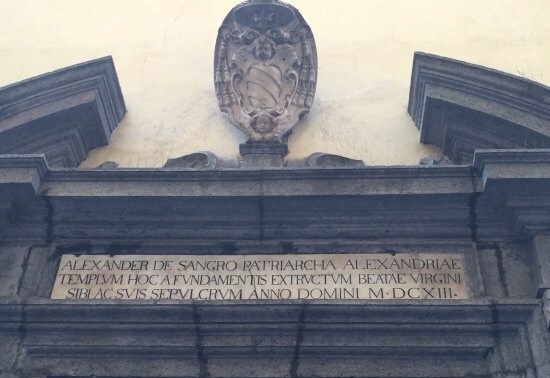 ALEXANDER DE SANGRO PATRIARCHA ALEXANDRIAE
TEMPLVM HOC A FVNDAMENTIS EXTRVCTVM BEATAE VIRGINI
SIBI, AC SVIS SEPVLCRVM ANNO DOMINI M·DCXIII·